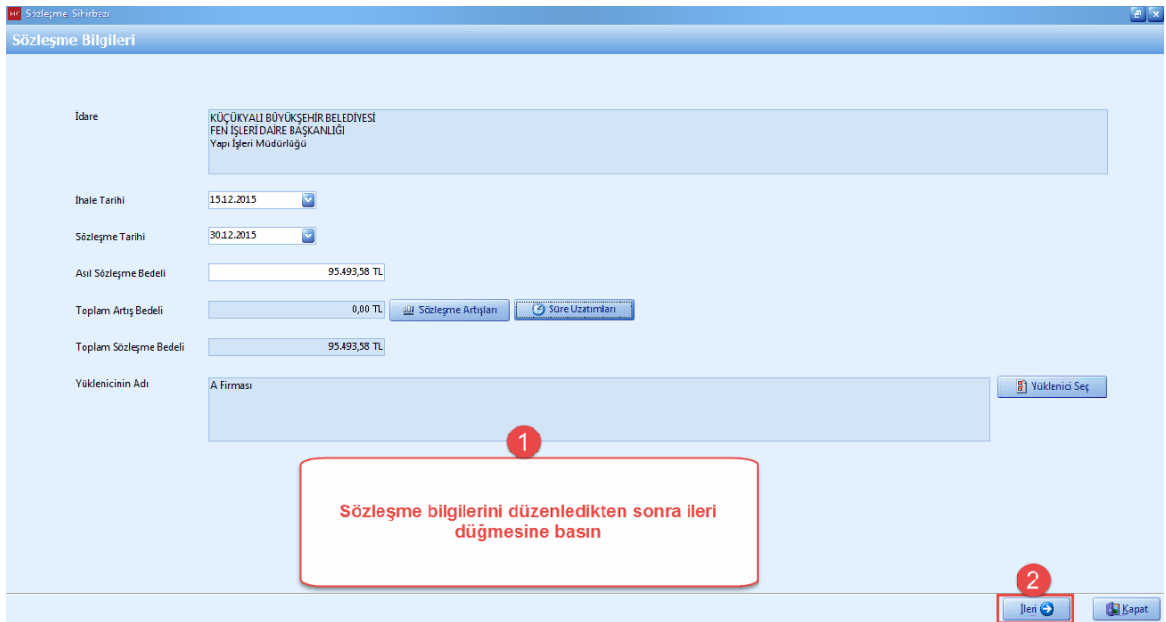 Sözleşme Sihirbazı
Sözleşme Bilgileri
İdare
KÜÇÜKYALI BÜYÜKŞEHİR BELEDİYESİ
FEN İŞLERİ DAİRE BAŞKANLIĞI
Yapı İşleri Müdürlüğü
İhale Tarihi
15.12.2015
Sözleşme Tarihi
30.12.2015
Asıl Sözleşme Bedeli
95.493,58 TL
Toplam Artış Bedeli
0,00 TL
Sözleşme Artışları
Süre Uzatımları
Toplam Sözleşme Bedeli
95.493,58 TL
Yüklenicinin Adı
A Firması
Yüklenici Seç
1
Sözleşme bilgilerini düzenledikten sonra ileri
düğmesine basın
2
İleri
Kapat